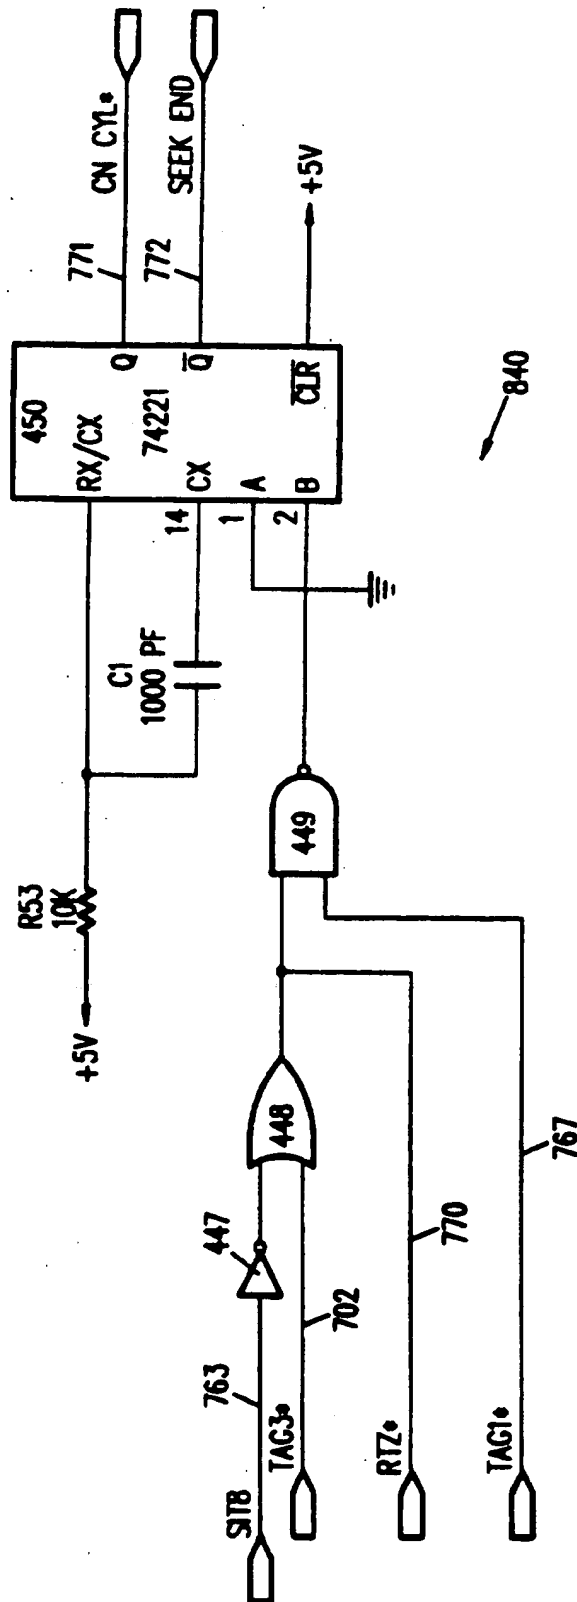 +5V
R53
10K
C1
1000 PF
450
RX/CX
74221
14
CX
1
A
2
B
Q
Q
CLR
771
CN CYL*
772
SEEK END
+5V
SIT8
763
447
TAG3*
702
448
449
RTZ*
770
TAG1*
767
840